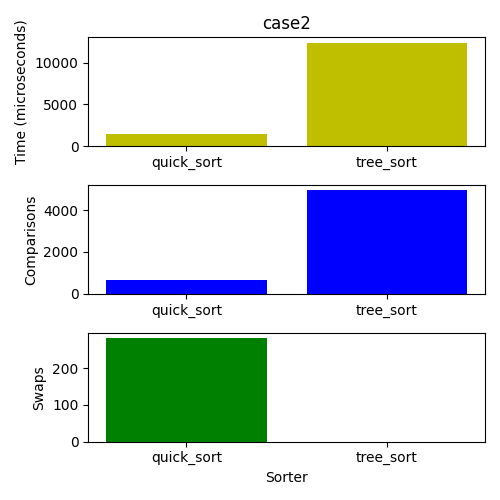 case2
Time (microseconds)
10000
5000
0
quick_sort tree_sort
Comparisons
4000
2000
0
quick_sort tree_sort
Swaps
200
100
0
quick_sort tree_sort
Sorter